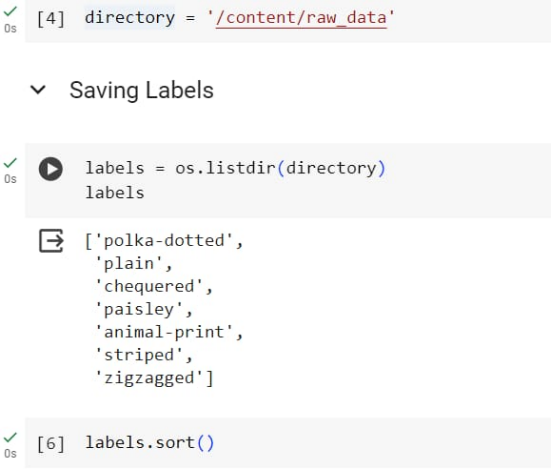 0s [4] directory = '/content/raw_data'
Saving Labels
0s labels = os.listdir(directory)
labels
['polka-dotted',
'plain',
'chequered',
'paisley',
'animal-print',
'striped',
'zigzagged']
0s [6] labels.sort()